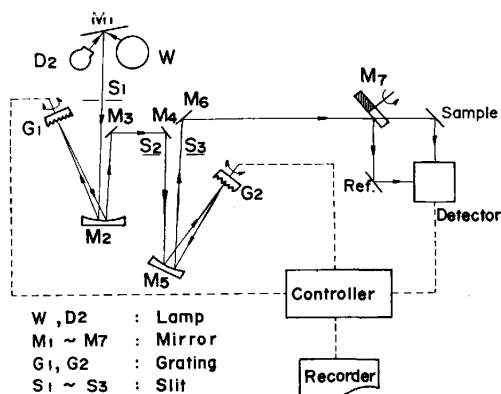 M1
D2
W
S1
M3
M4
M6
M7
G1
S2
S3
Sample
G2
Ref.
M2
Detector
M5
Controller
W , D2 : Lamp
M1 ~ M7 : Mirror
G1, G2 : Grating
S1 ~ S3 : Slit
Recorder